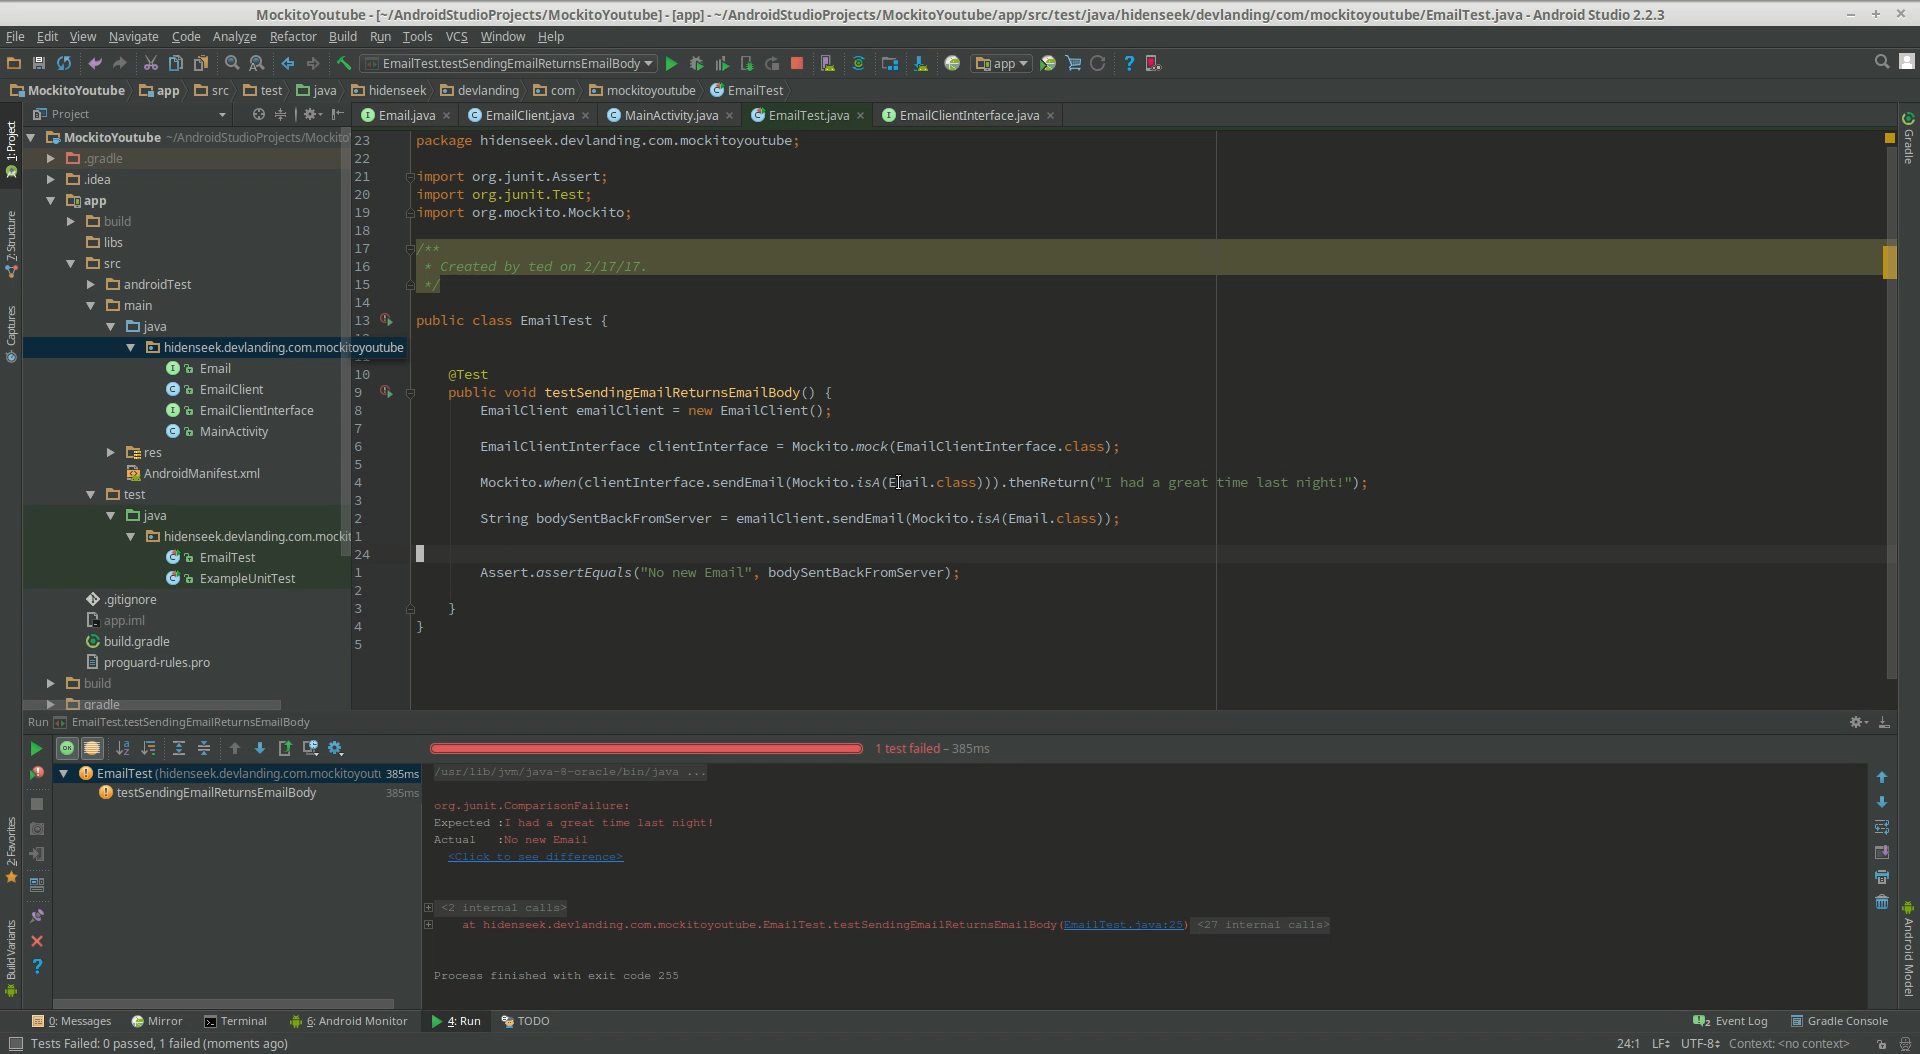 MockitoYoutube - [~/AndroidStudioProjects/MockitoYoutube] - [app] - ~/AndroidStudioProjects/MockitoYoutube/app/src/test/java/hidenseek/devlanding/com/mockitoyoutube/EmailTest.java - Android Studio 2.2.3
File Edit View Navigate Code Analyze Refactor Build Run Tools VCS Window Help
EmailTest.testSendingEmailReturnsEmailBody app
MockitoYoutube app src test java hidenseek devlanding com mockitoyoutube EmailTest
Project
Email.java EmailClient.java MainActivity.java EmailTest.java EmailClientInterface.java
1: Project
7: Structure
Captures
2: Favorites
Build Variants
Gradle
Android Model
MockitoYoutube ~/AndroidStudioProjects/Mockito
.gradle
.idea
app
build
libs
src
androidTest
main
java
hidenseek.devlanding.com.mockitoyoutube
Email
EmailClient
EmailClientInterface
MainActivity
res
AndroidManifest.xml
test
java
hidenseek.devlanding.com.mockit
EmailTest
ExampleUnitTest
.gitignore
app.iml
build.gradle
proguard-rules.pro
build
gradle
23 package hidenseek.devlanding.com.mockitoyoutube;
22
21 import org.junit.Assert;
20 import org.junit.Test;
19 import org.mockito.Mockito;
18
17 /**
16 * Created by ted on 2/17/17.
15 */
14
13 public class EmailTest {
10 @Test
9 public void testSendingEmailReturnsEmailBody() {
8 EmailClient emailClient = new EmailClient();
7
6 EmailClientInterface clientInterface = Mockito.mock(EmailClientInterface.class);
5
4 Mockito.when(clientInterface.sendEmail(Mockito.isA(Email.class))).thenReturn("I had a great time last night!");
3
2 String bodySentBackFromServer = emailClient.sendEmail(Mockito.isA(Email.class));
1
24
1 Assert.assertEquals("No new Email", bodySentBackFromServer);
2
3 }
4 }
5
Run EmailTest.testSendingEmailReturnsEmailBody
1 test failed – 385ms
EmailTest (hidenseek.devlanding.com.mockitoyoutu 385ms
testSendingEmailReturnsEmailBody 385ms
/usr/lib/jvm/java-8-oracle/bin/java ...
org.junit.ComparisonFailure:
Expected :I had a great time last night!
Actual :No new Email
<Click to see difference>
<2 internal calls>
at hidenseek.devlanding.com.mockitoyoutube.EmailTest.testSendingEmailReturnsEmailBody(EmailTest.java:25) <27 internal calls>
Process finished with exit code 255
0: Messages Mirror Terminal 6: Android Monitor 4: Run TODO Event Log Gradle Console
Tests Failed: 0 passed, 1 failed (moments ago) 24:1 LF÷ UTF-8÷ Context: <no context>